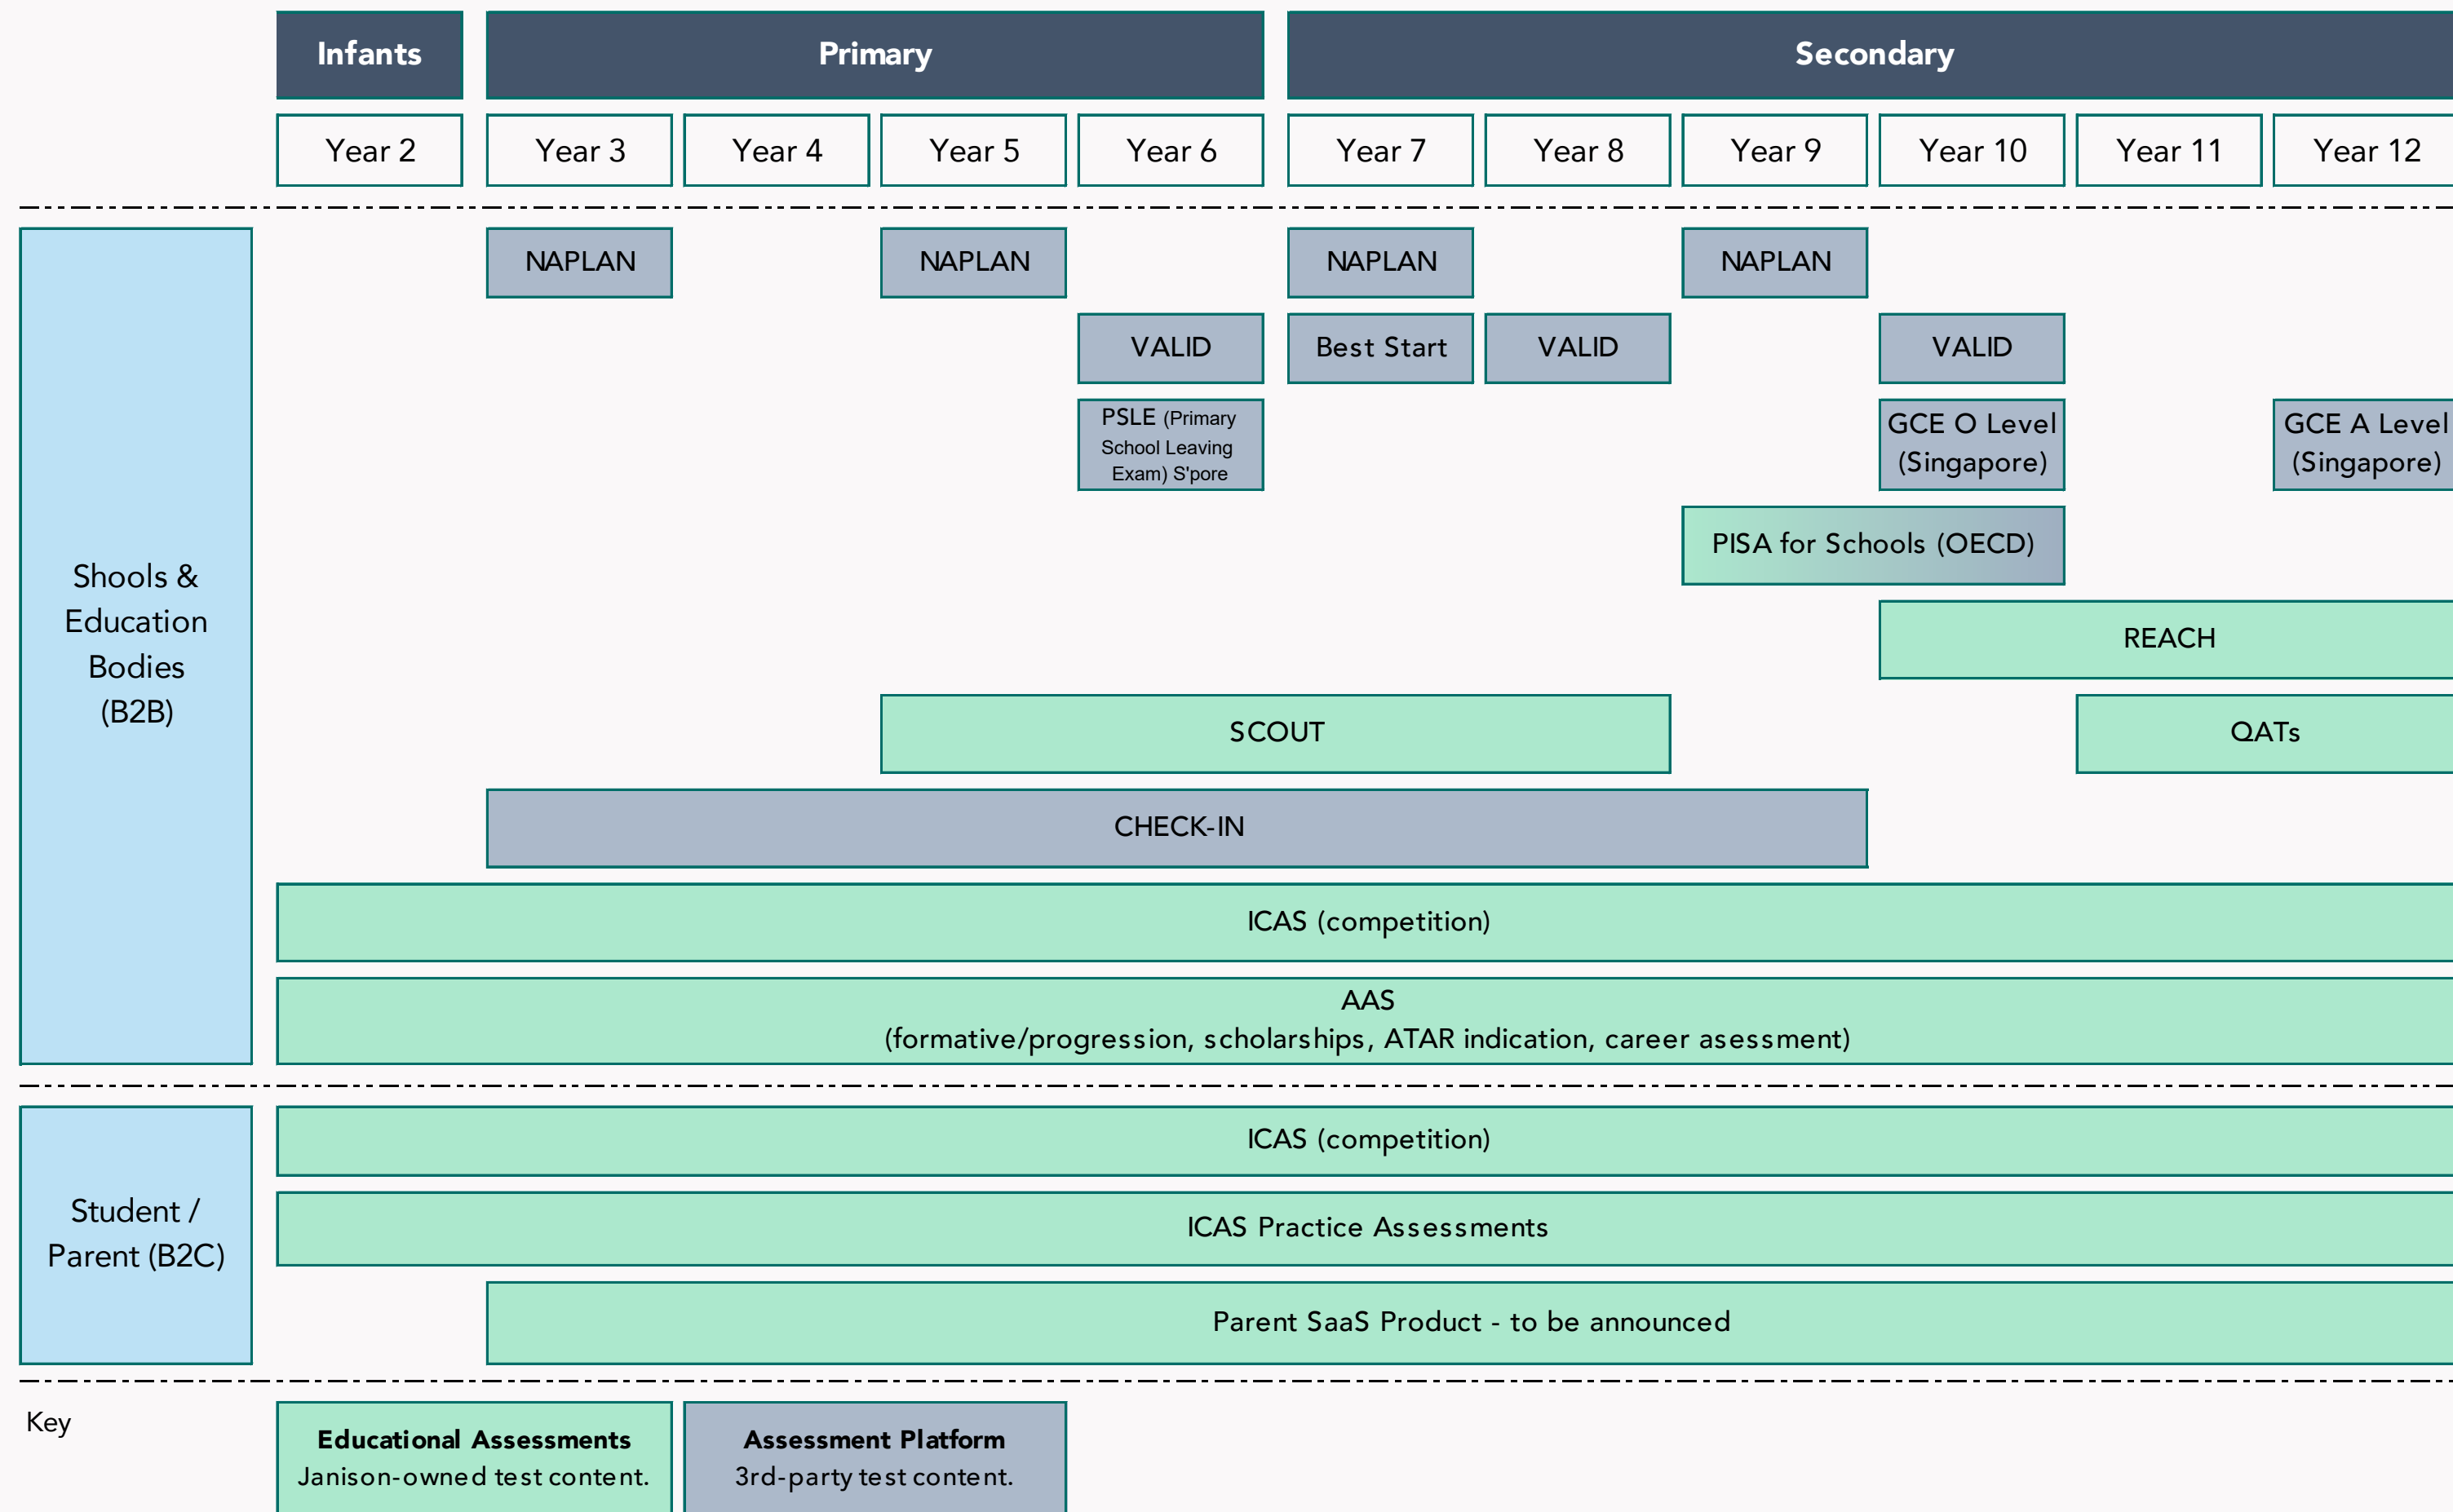 Infants
Primary
Secondary
Year 2
Year 3
Year 4
Year 5
Year 6
Year 7
Year 8
Year 9
Year 10
Year 11
Year 12
Shools &
Education
Bodies
(B2B)
NAPLAN
NAPLAN
NAPLAN
NAPLAN
VALID
Best Start
VALID
VALID
PSLE (Primary
School Leaving
Exam) S'pore
GCE O Level
(Singapore)
GCE A Level
(Singapore)
PISA for Schools (OECD)
REACH
SCOUT
QATs
CHECK-IN
ICAS (competition)
AAS
(formative/progression, scholarships, ATAR indication, career asessment)
Student /
Parent (B2C)
ICAS (competition)
ICAS Practice Assessments
Parent SaaS Product - to be announced
Key
Educational Assessments
Janison-owned test content.
Assessment Platform
3rd-party test content.